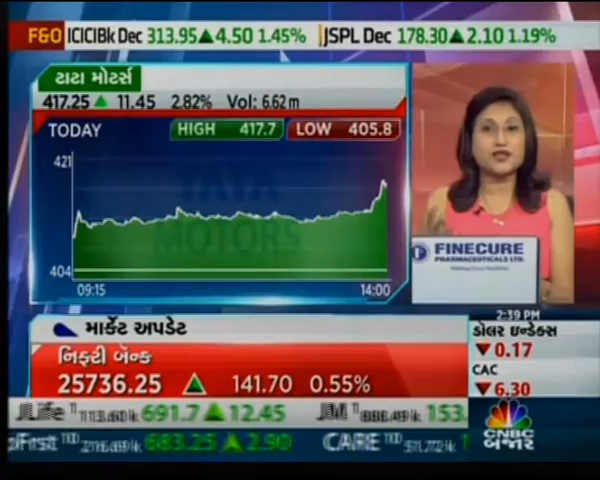 F&O ICICIBk Dec 313.95▲4.50 1.45% JSPL Dec 178.30▲2.10 1.19%
ટાટા મોટર્સ
417.25 ▲ 11.45 2.82% Vol: 6.62m
TODAY HIGH 417.7 LOW 405.8
421
TATA
MOTORS
404
09:15 14:00
FINECURE
PHARMACEUTICALS LTD.
2:39 PM
માર્કેટ અપડેટ
નિફ્ટી બૅન્ક
25736.25 ▲ 141.70 0.55%
ડોલર ઇન્ડેક્સ
▼0.17
CAC
▼6.30
691.7▲12.45 153.
683.25▲2.90 CARE
CNBC
બજાર